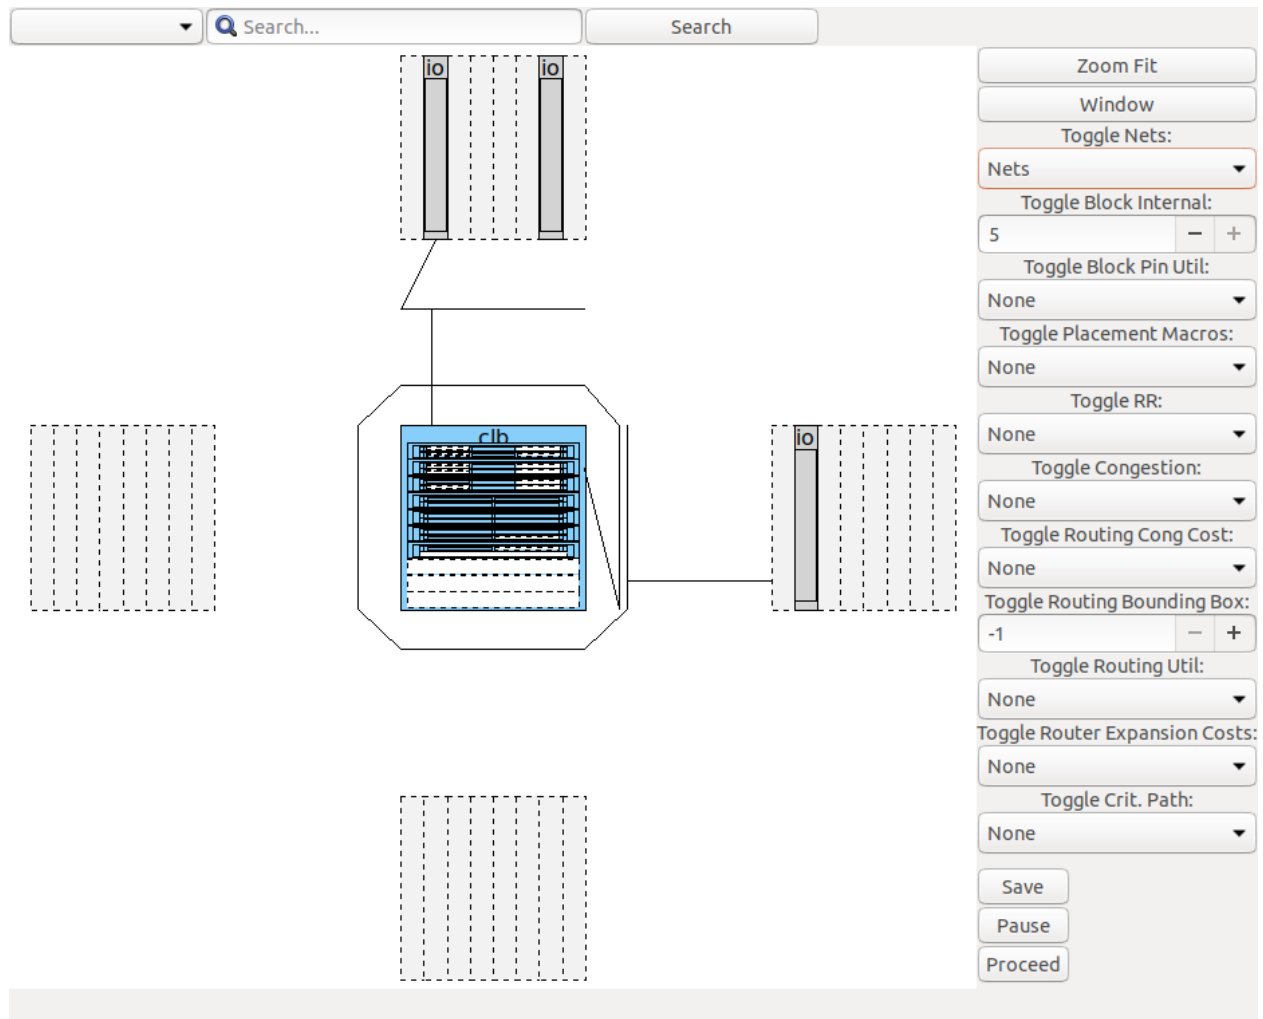 Search...
Search
io
io
Zoom Fit
Window
Toggle Nets:
Nets
Toggle Block Internal:
5
Toggle Block Pin Util:
None
Toggle Placement Macros:
None
Toggle RR:
None
clb
io
Toggle Congestion:
None
Toggle Routing Cong Cost:
None
Toggle Routing Bounding Box:
-1
Toggle Routing Util:
None
Toggle Router Expansion Costs:
None
Toggle Crit. Path:
None
Save
Pause
Proceed